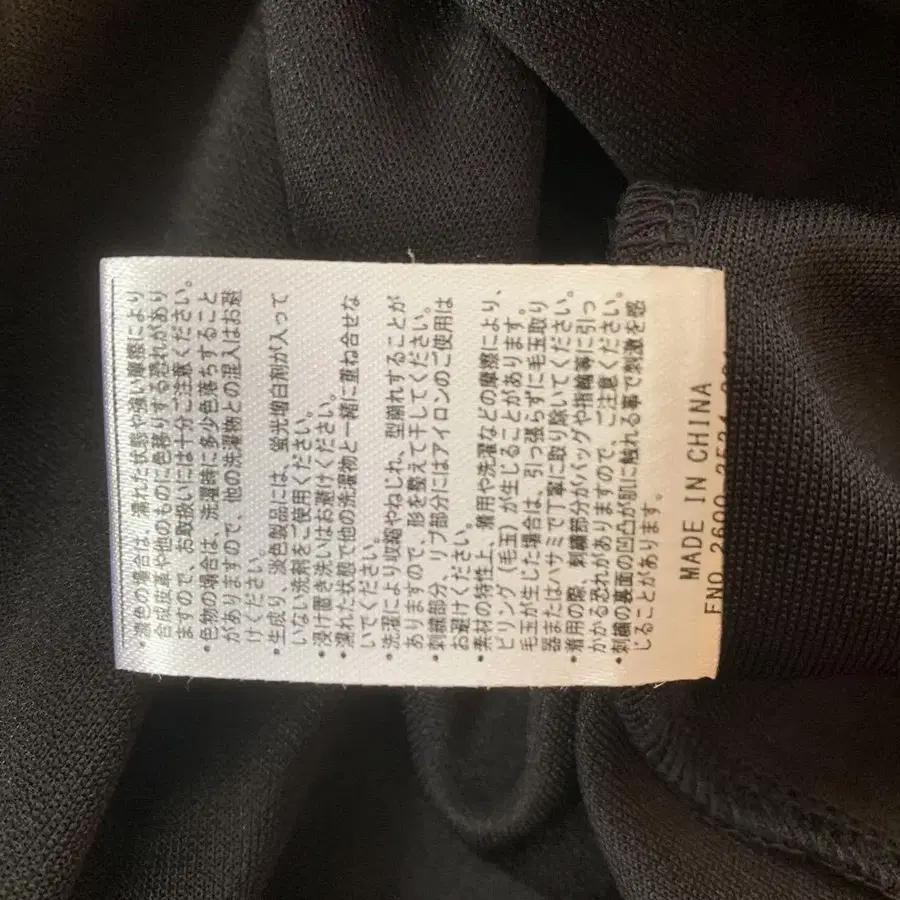 ・濃色の場合は、濡れた状態や強い摩擦により
合成皮革や他のものに色移りする恐れがあり
ますので、お取扱いには十分ご注意ください。
・色物の場合は、洗濯時に多少色落ちすること
がありますので、他の洗濯物との混入はお避
けください。
・生成り、淡色製品には、蛍光増白剤が入って
いない洗剤をご使用ください。
・浸け置き洗いはお避けください。
・濡れた状態で他の洗濯物と一緒に重ね合せな
いでください。
・洗濯により収縮やねじれ、型崩れすることが
ありますので、形を整えて干してください。
・刺繍部分、リブ部分にはアイロンのご使用は
お避けください。
・素材の特性上、着用や洗濯などの摩擦により、
ピリング（毛玉）が生じることがあります。
毛玉が生じた場合は、引っ張らずに毛玉取り
器またはハサミで丁寧に取り除いてください。
・着用の際、刺繍部分がバッグや指輪等に引っ
かかる恐れがありますので、ご注意ください。
・刺繍の裏面の凹凸が肌に触れる事で刺激を感
じることがあります。
MADE IN CHINA
FNO.2600